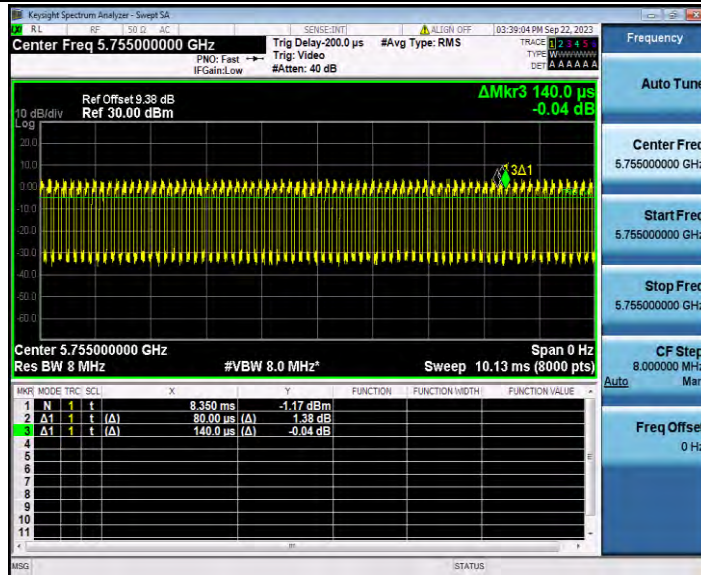 Keysight Spectrum Analyzer - Swept SA
RL RF 50 Ω AC SENSE:INT ALIGN OFF 03:39:04 PM Sep 22, 2023
Center Freq 5.755000000 GHz
PNO: Fast
IFGain:Low
Trig Delay-200.0 µs
Trig: Video
#Atten: 40 dB
#Avg Type: RMS
TRACE 1 2 3 4 5 6
TYPE W
DET A A A A A A
ΔMkr3 140.0 µs
-0.04 dB
Ref Offset 9.38 dB
10 dB/div Ref 30.00 dBm
Log
20.0
10.0
0.00
-10.0
-20.0
-30.0
-40.0
-50.0
-60.0
3Δ1
Center 5.755000000 GHz Span 0 Hz
Res BW 8 MHz #VBW 8.0 MHz* Sweep 10.13 ms (8000 pts)
MKR MODE TRC SCL X Y FUNCTION FUNCTION WIDTH FUNCTION VALUE
1 N 1 t 8.350 ms -1.17 dBm
2 Δ1 1 t (Δ) 80.00 µs (Δ) 1.38 dB
3 Δ1 1 t (Δ) 140.0 µs (Δ) -0.04 dB
4
5
6
7
8
9
10
11
MSG STATUS
Frequency
Auto Tune
Center Freq
5.755000000 GHz
Start Freq
5.755000000 GHz
Stop Freq
5.755000000 GHz
CF Step
8.000000 MHz
Auto Man
Freq Offset
0 Hz